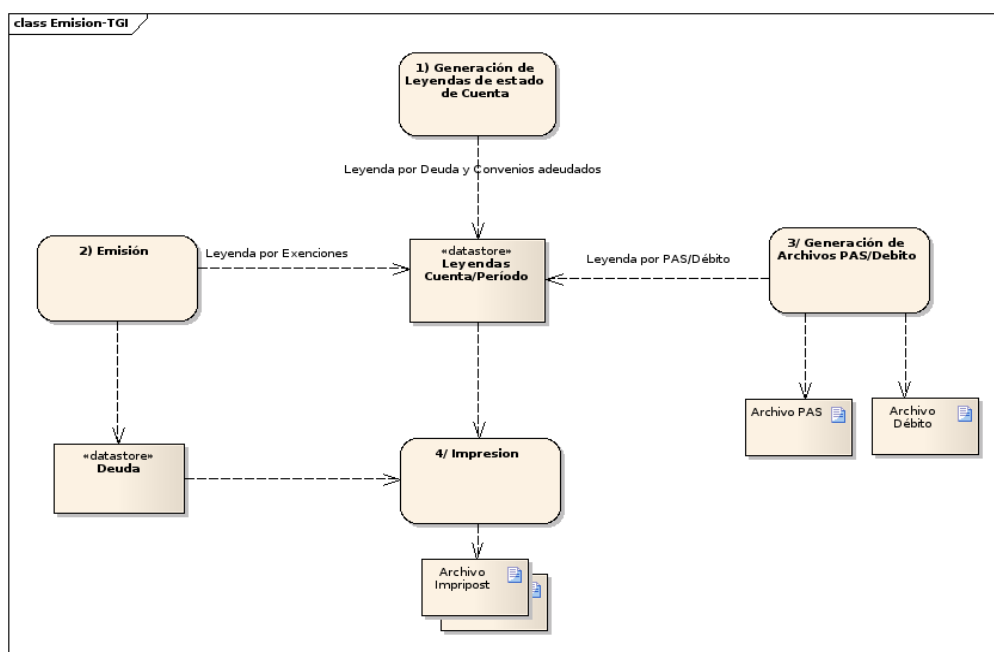 class Emision-TGI
1) Generación de
Leyendas de estado
de Cuenta
Leyenda por Deuda y Convenios adeudados
2) Emisión
Leyenda por Exenciones
«datastore»
Leyendas
Cuenta/Período
Leyenda por PAS/Débito
3/ Generación de
Archivos PAS/Debito
Archivo PAS
Archivo
Débito
«datastore»
Deuda
4/ Impresion
Archivo
Impripost